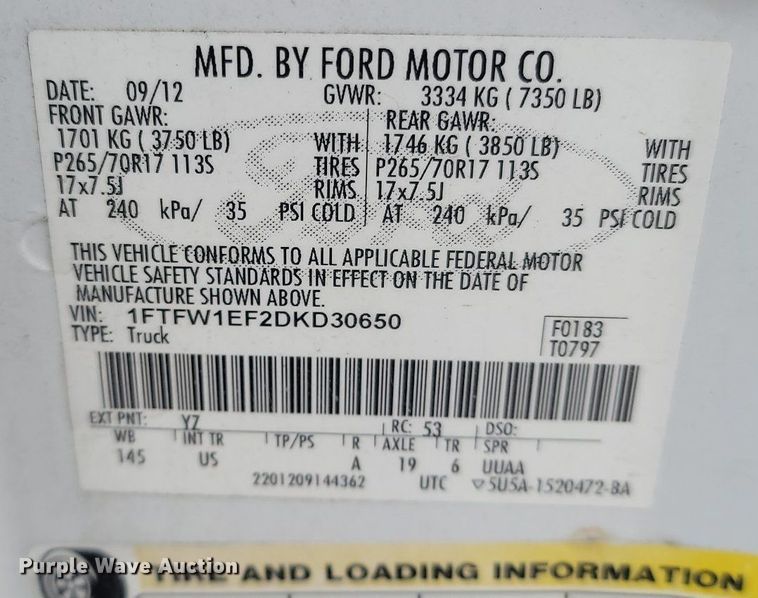 MFD. BY FORD MOTOR CO.
DATE: 09/12 GVWR: 3334 KG ( 7350 LB)
FRONT GAWR: REAR GAWR:
1701 KG ( 3750 LB) WITH 1746 KG ( 3850 LB) WITH
P265/70R17 113S TIRES P265/70R17 113S TIRES
17x7.5J RIMS 17x7.5J RIMS
AT 240 kPa/ 35 PSI COLD AT 240 kPa/ 35 PSI COLD
THIS VEHICLE CONFORMS TO ALL APPLICABLE FEDERAL MOTOR
VEHICLE SAFETY STANDARDS IN EFFECT ON THE DATE OF
MANUFACTURE SHOWN ABOVE.
VIN: 1FTFW1EF2DKD30650
TYPE: Truck
F0183
T0797
EXT PNT: YZ RC: 53 DSO:
WB INT TR TP/PS R AXLE TR SPR
145 US A 19 6 UUAA
2201209144362 UTC ▽5U5A-1520472-BA
TIRE AND LOADING INFORMATION
Purple Wave Auction